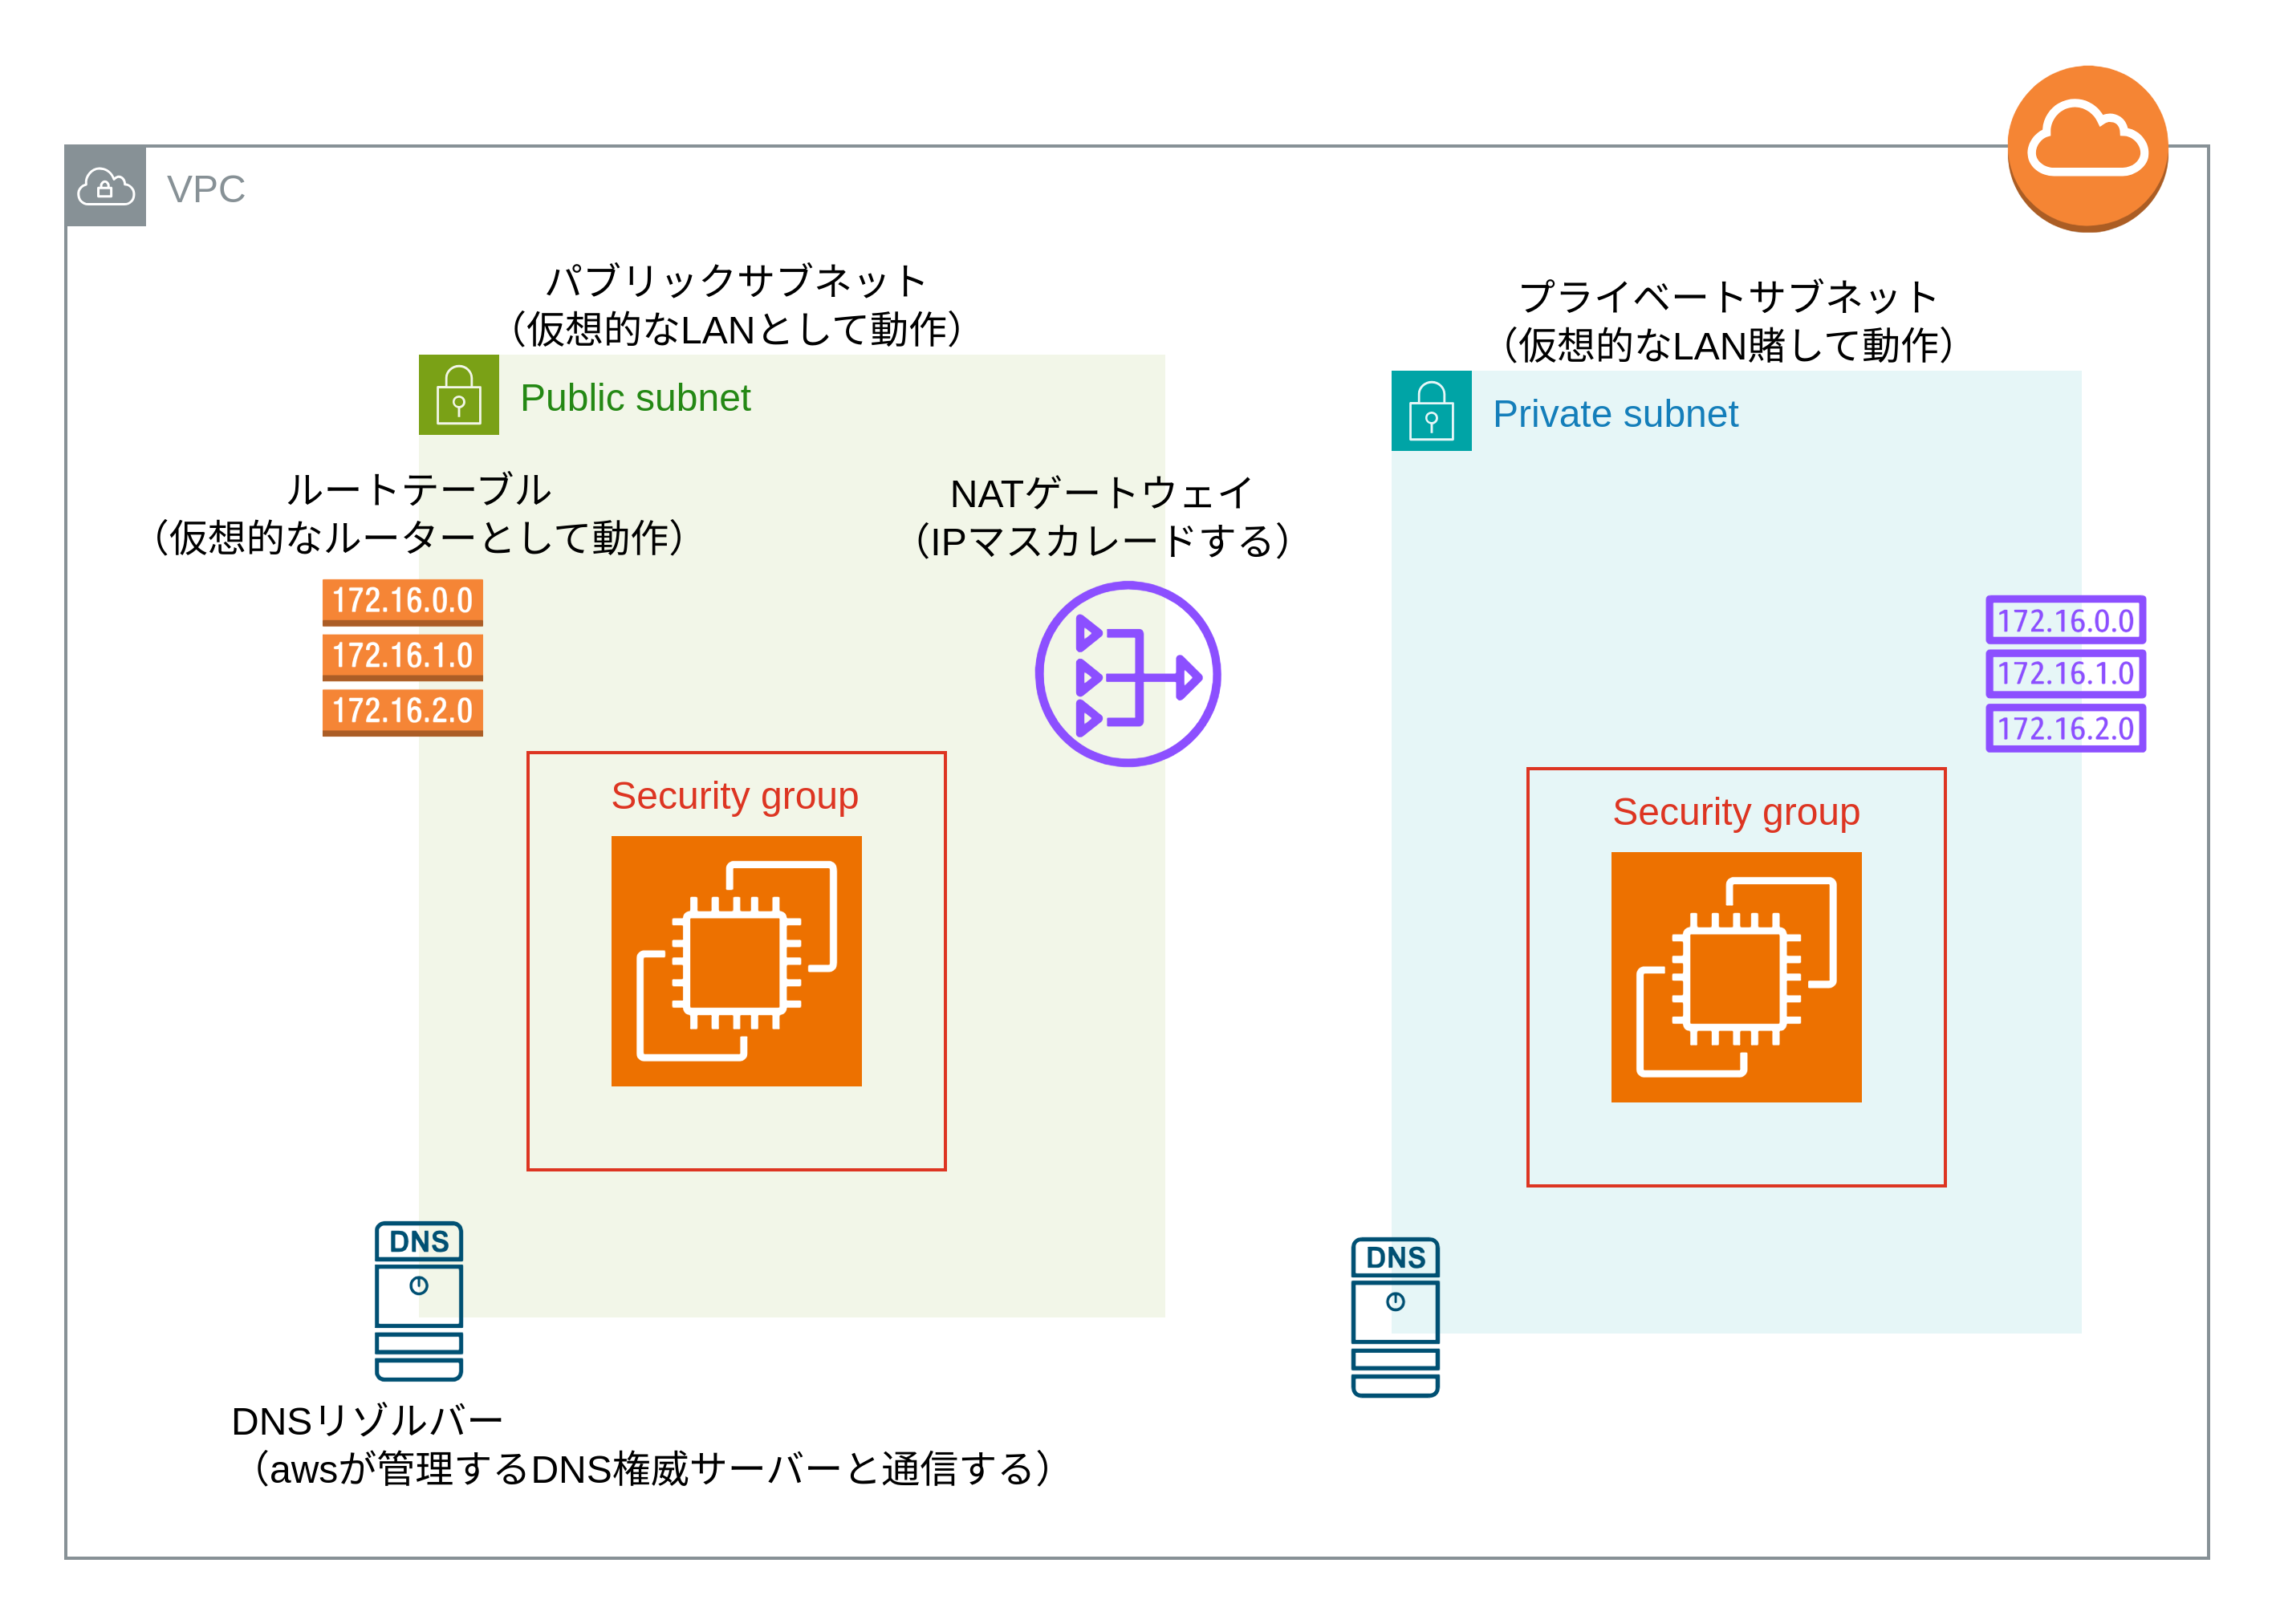 VPC
パブリックサブネット
（仮想的なLANとして動作）
Public subnet
プライベートサブネット
（仮想的なLAN賭して動作）
Private subnet
ルートテーブル
（仮想的なルーターとして動作）
172.16.0.0
172.16.1.0
172.16.2.0
NATゲートウェイ
（IPマスカレードする）
172.16.0.0
172.16.1.0
172.16.2.0
Security group
Security group
DNS
DNS
DNSリゾルバー
（awsが管理するDNS権威サーバーと通信する）